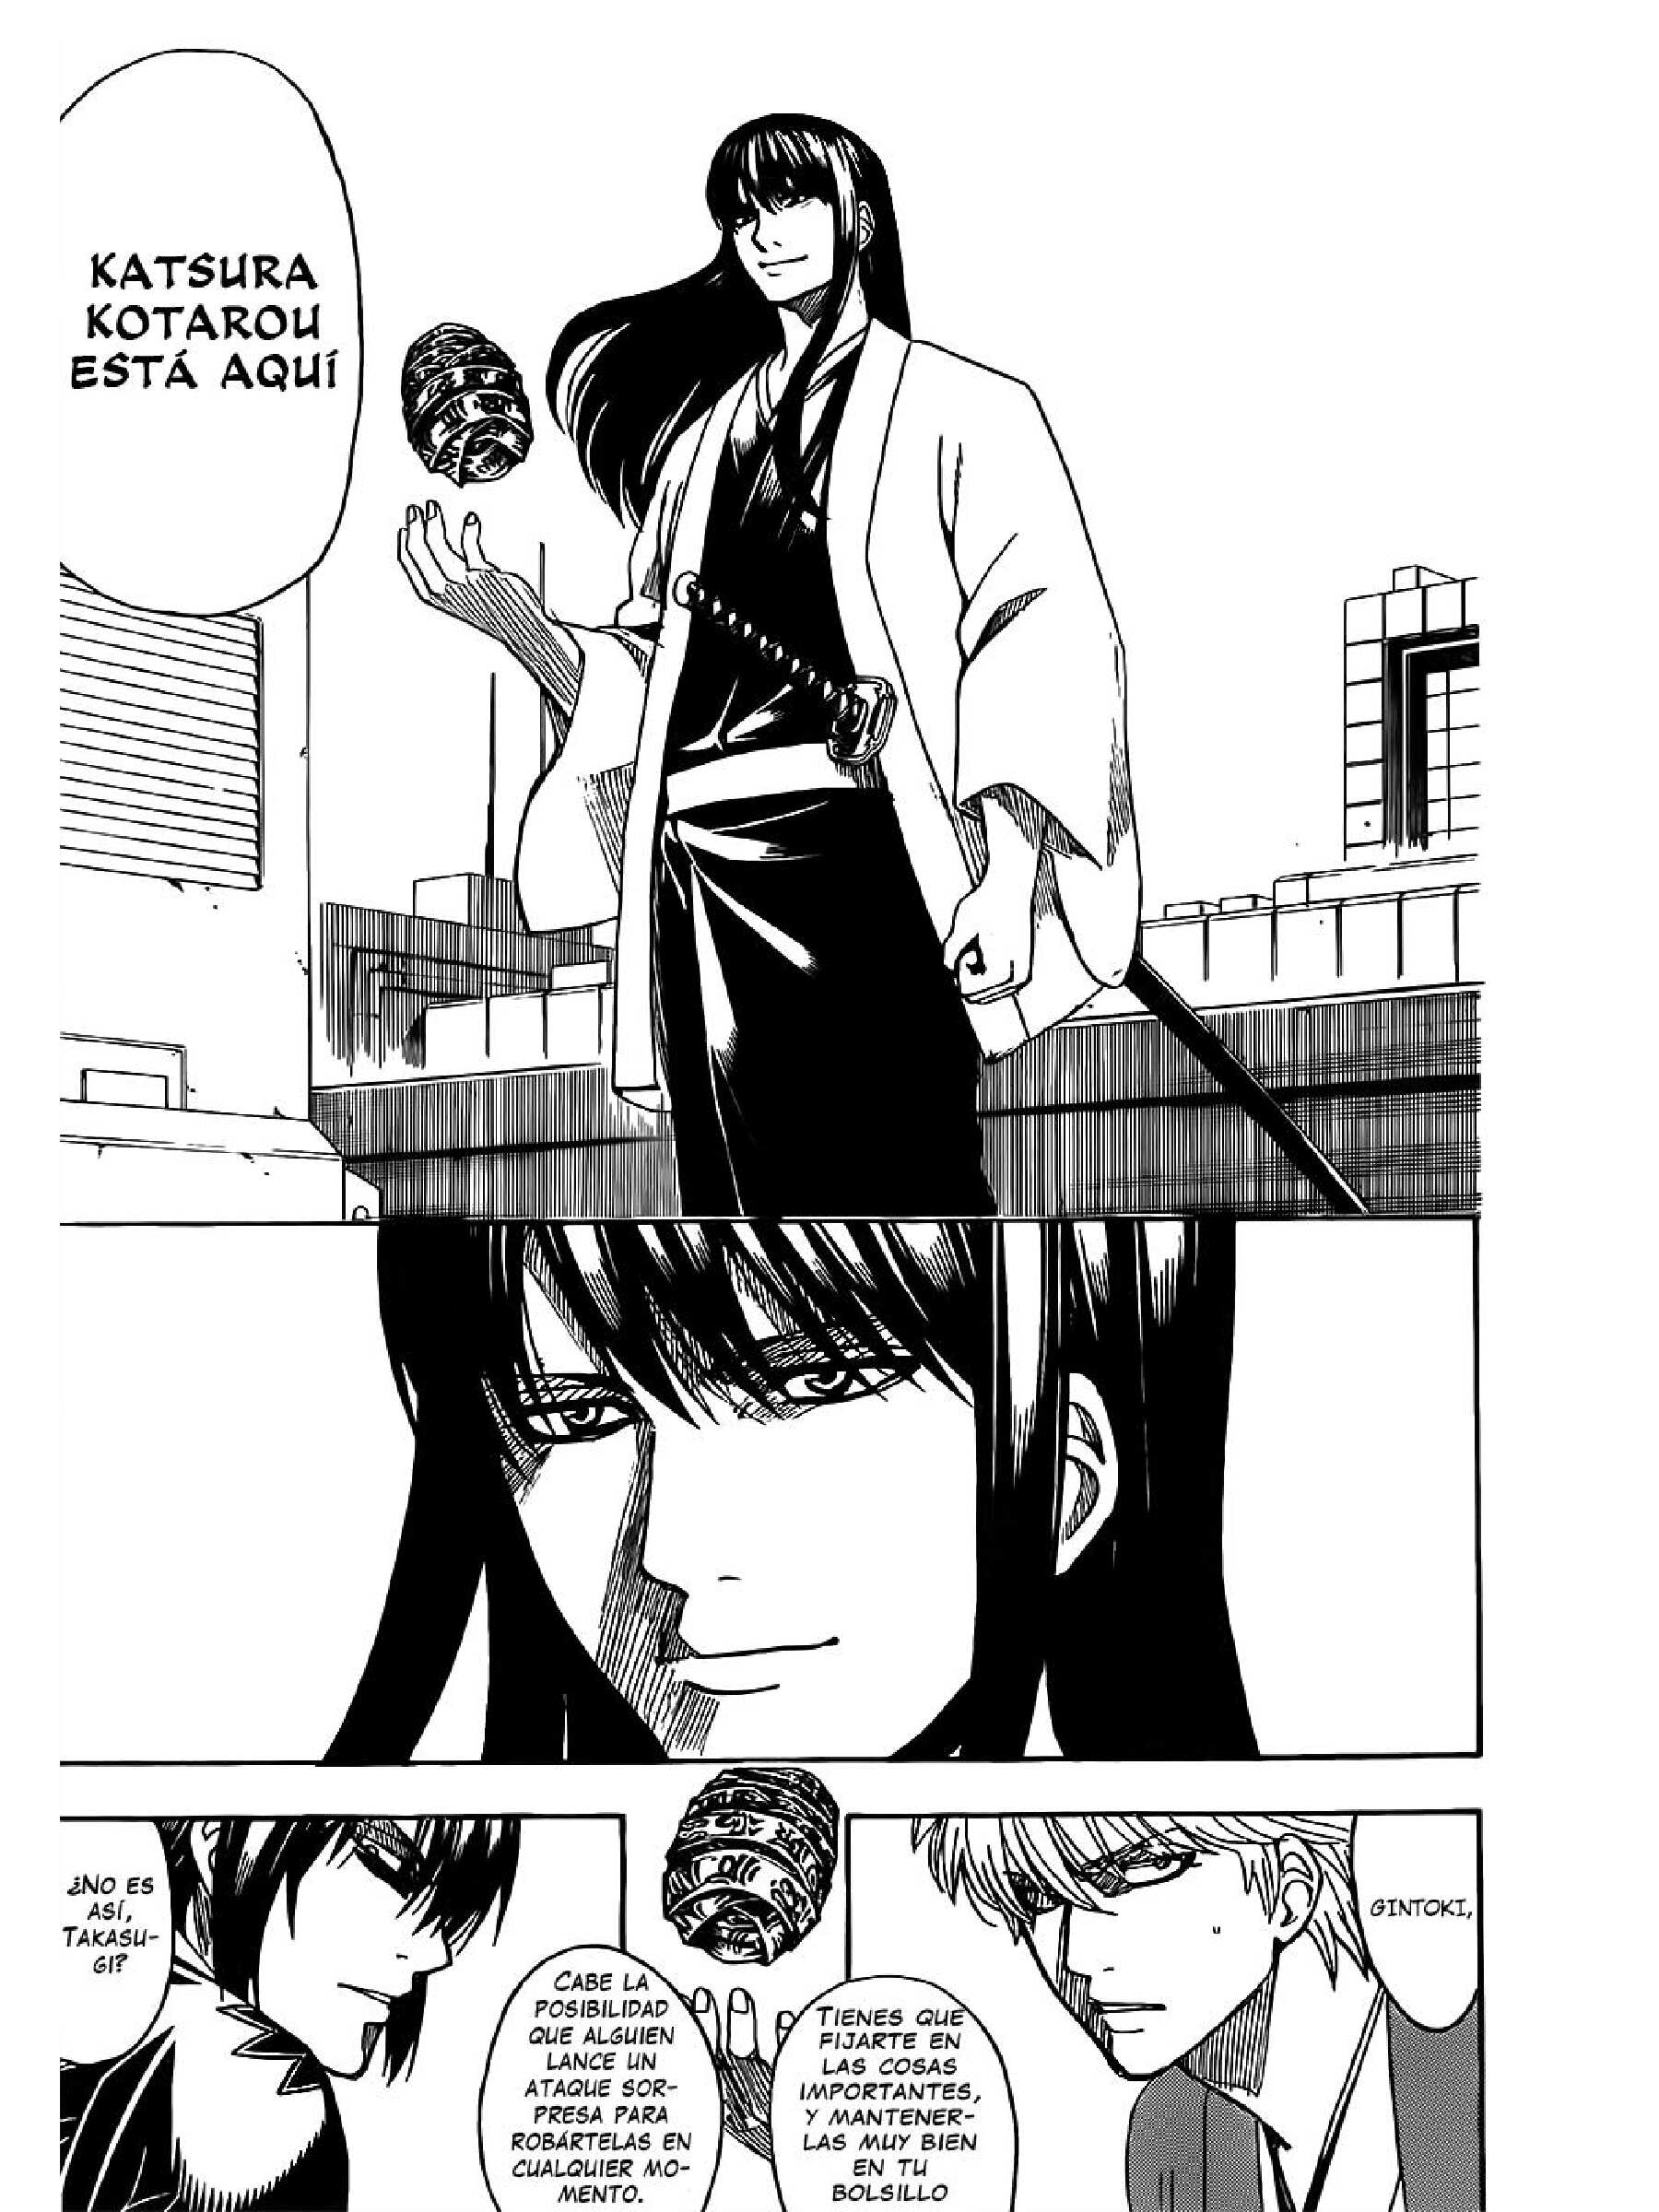 KATSURA
KOTAROU
ESTÁ AQUÍ
GINTOKI,
TIENES QUE
FIJARTE EN
LAS COSAS
IMPORTANTES,
Y MANTENER-
LAS MUY BIEN
EN TU
BOLSILLO
CABE LA
POSIBILIDAD
QUE ALGUIEN
LANCE UN
ATAQUE SOR-
PRESA PARA
ROBÁRTELAS EN
CUALQUIER MO-
MENTO.
¿NO ES
ASÍ,
TAKASU-
GI?